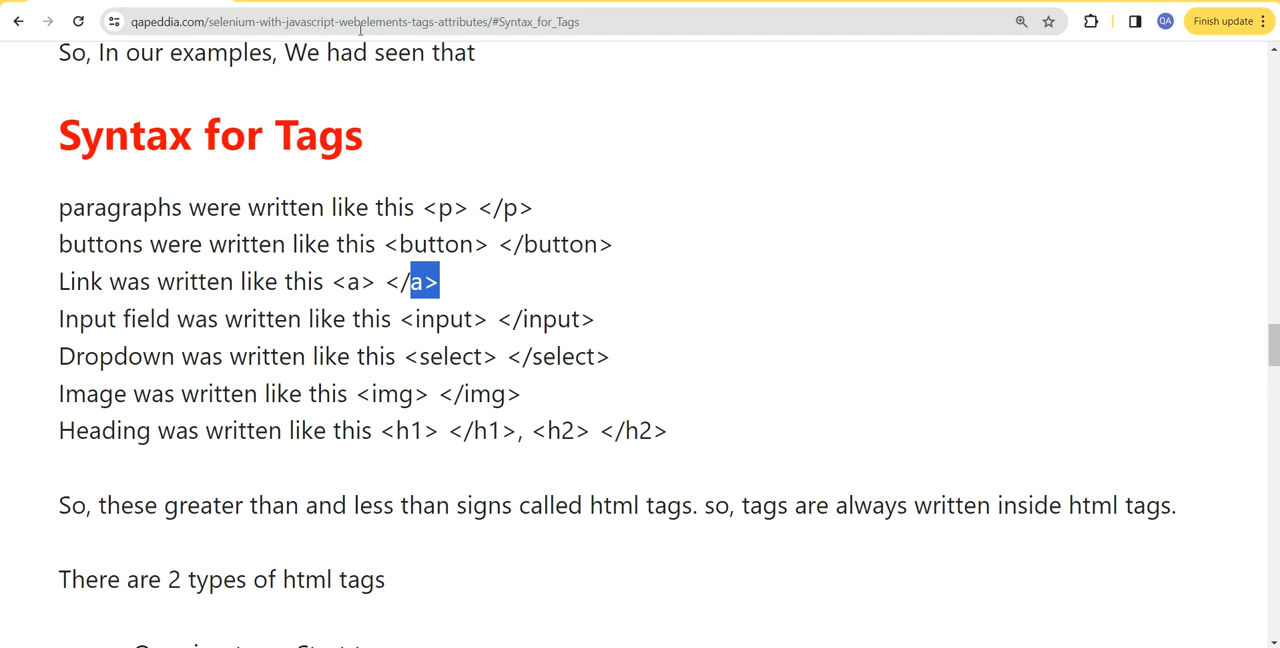 qapeddia.com/selenium-with-javascript-webelements-tags-attributes/#Syntax_for_Tags
QA
Finish update
So, In our examples, We had seen that
Syntax for Tags
paragraphs were written like this <p> </p>
buttons were written like this <button> </button>
Link was written like this <a> </a>
Input field was written like this <input> </input>
Dropdown was written like this <select> </select>
Image was written like this <img> </img>
Heading was written like this <h1> </h1>, <h2> </h2>
So, these greater than and less than signs called html tags. so, tags are always written inside html tags.
There are 2 types of html tags